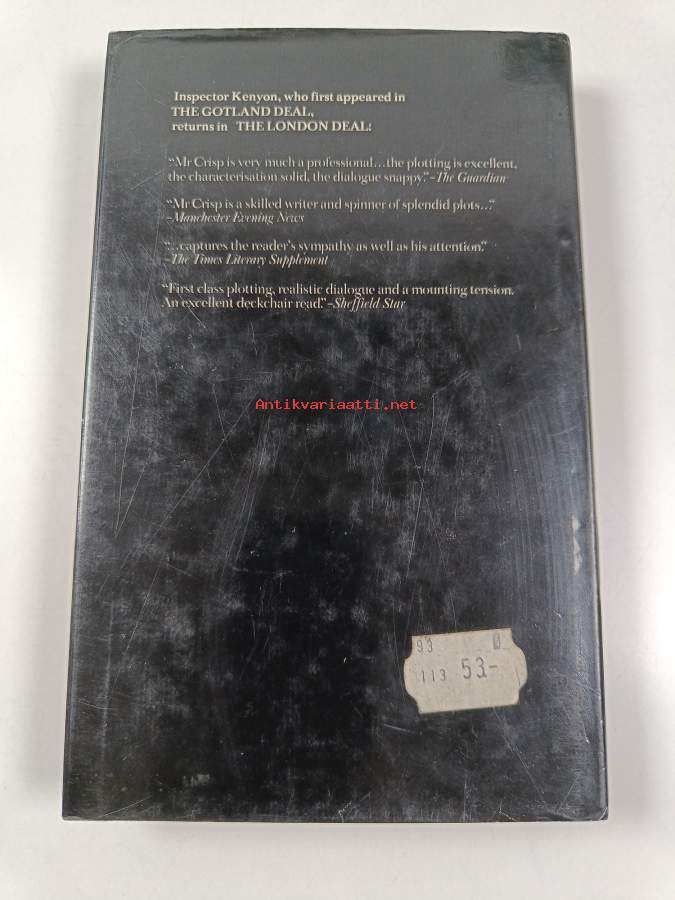 Inspector Kenyon, who first appeared in
THE GOTLAND DEAL,
returns in THE LONDON DEAL:
“Mr Crisp is very much a professional...the plotting is excellent,
the characterisation solid, the dialogue snappy.” –The Guardian
“Mr Crisp is a skilled writer and spinner of splendid plots...”
–Manchester Evening News
“...captures the reader's sympathy as well as his attention.”
–The Times Literary Supplement
“First class plotting, realistic dialogue and a mounting tension.
An excellent deckchair read.” –Sheffield Star
Antikvariaatti.net
93
113 53.-